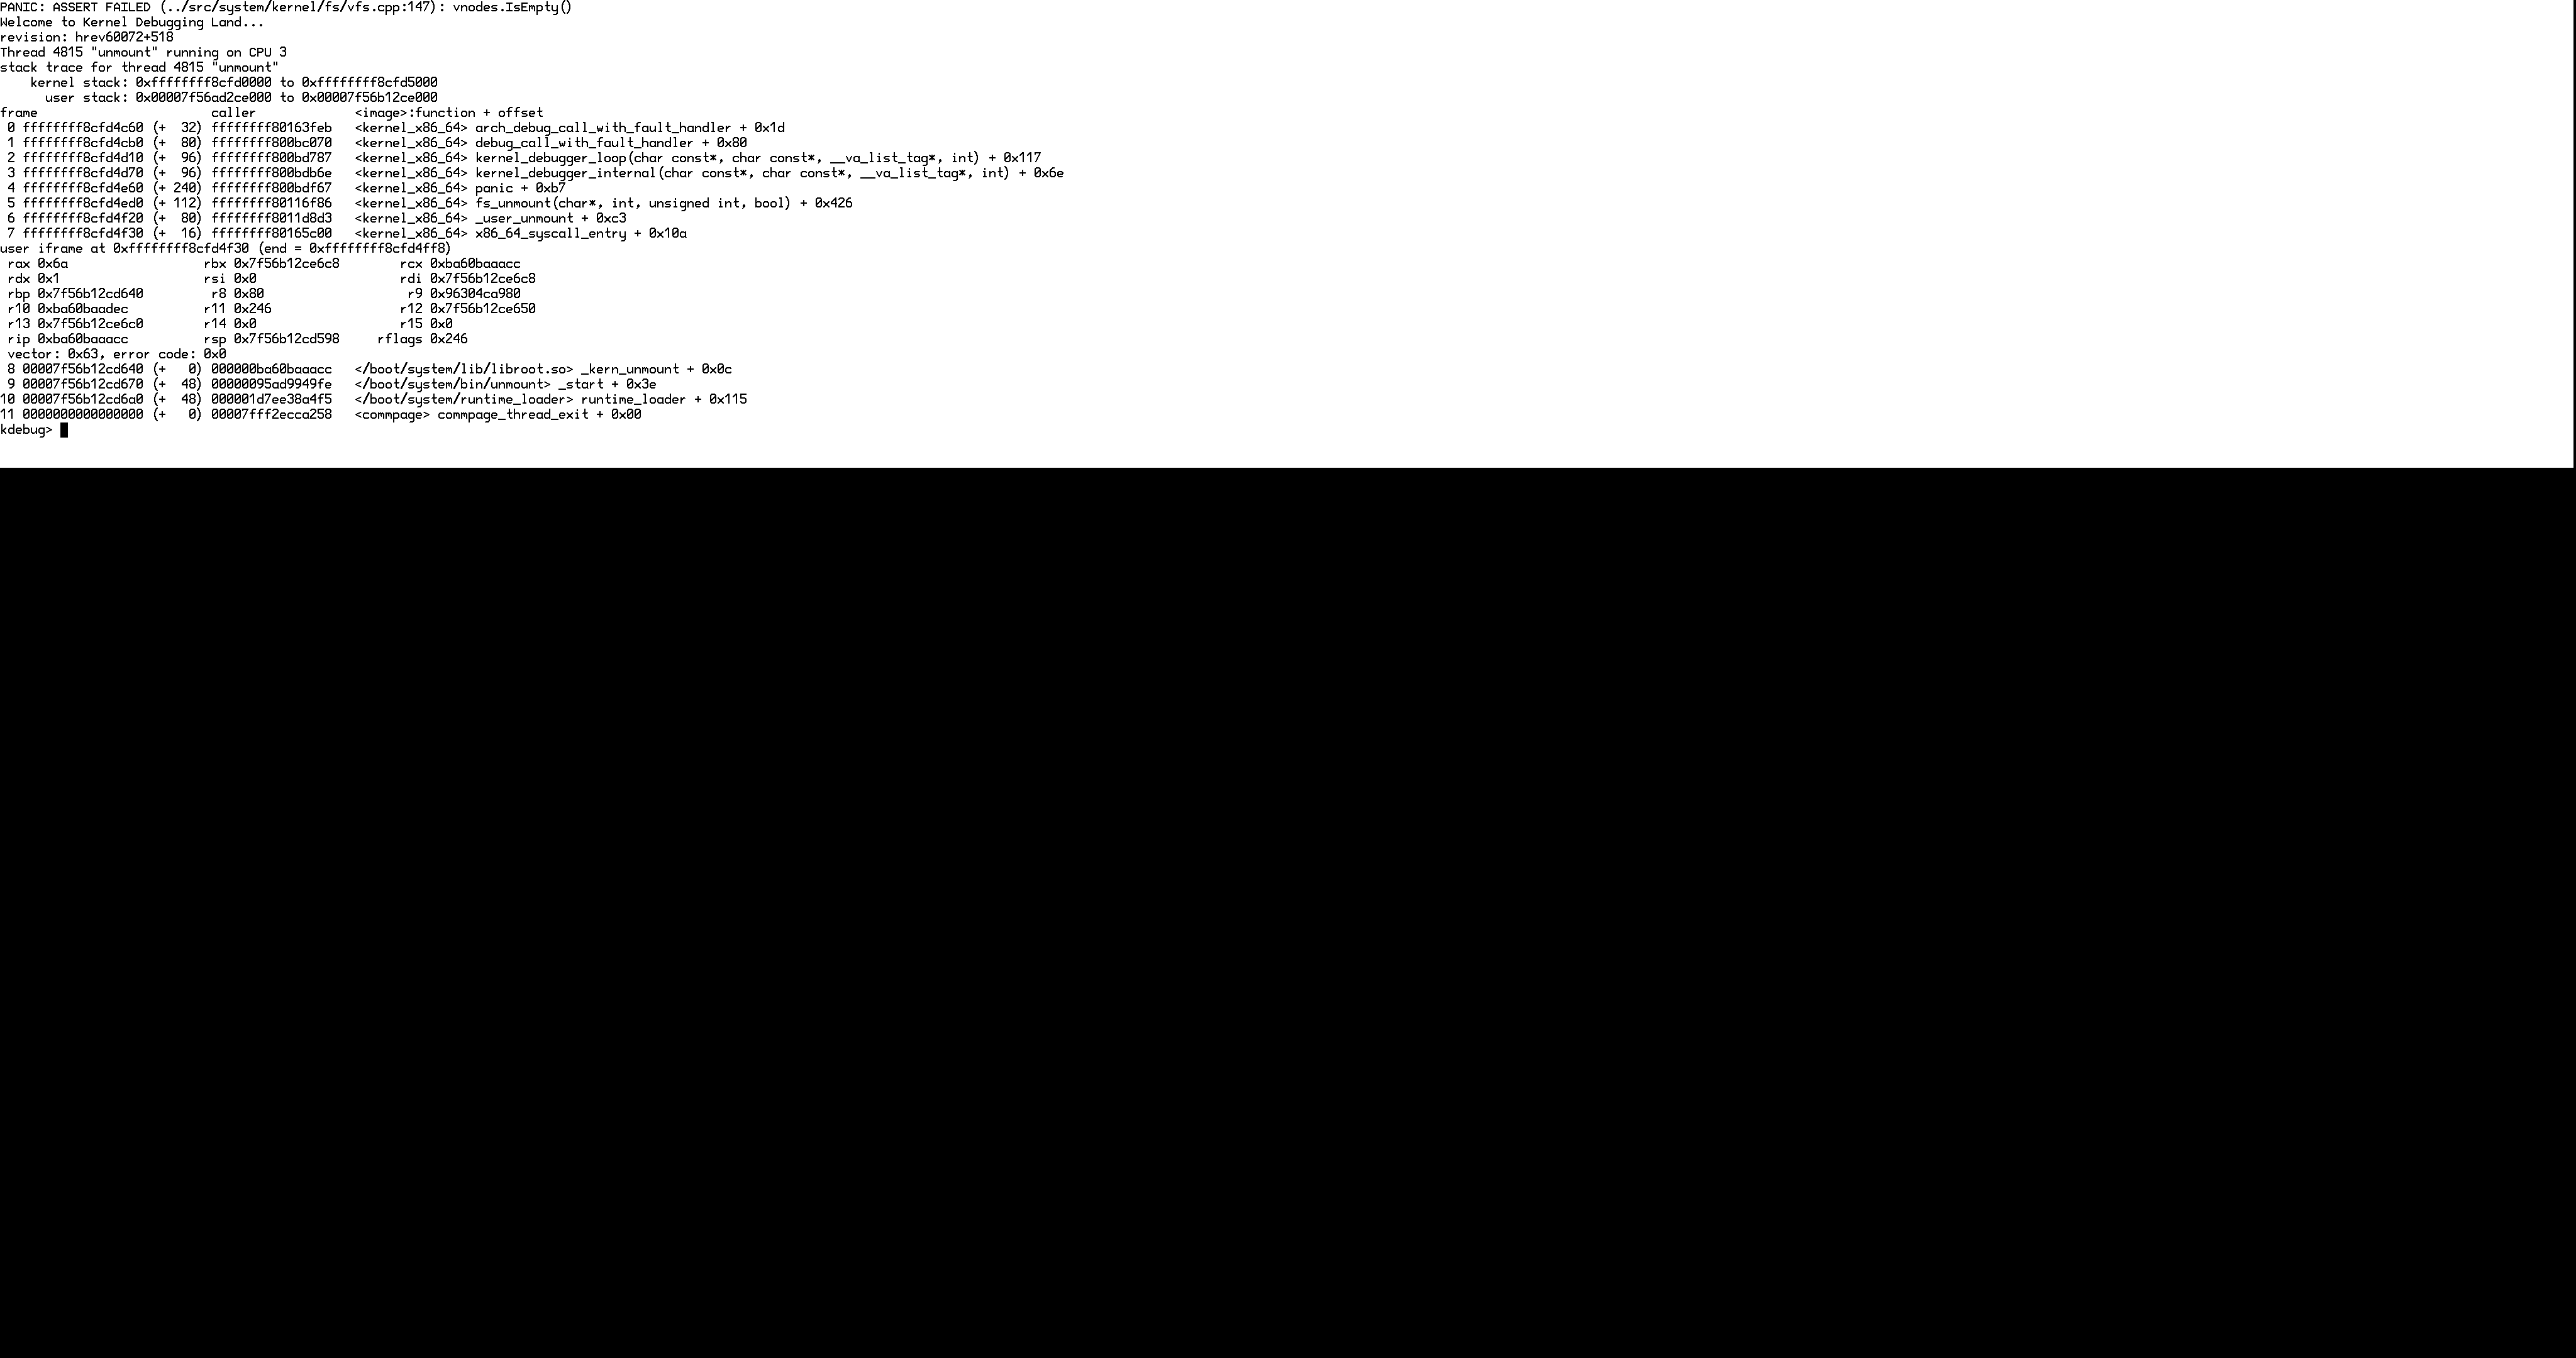 PANIC: ASSERT FAILED (../src/system/kernel/fs/vfs.cpp:147): vnodes.IsEmpty()
Welcome to Kernel Debugging Land...
revision: hrev60072+518
Thread 4815 "unmount" running on CPU 3
stack trace for thread 4815 "unmount"
    kernel stack: 0xffffffff8cfd0000 to 0xffffffff8cfd5000
      user stack: 0x00007f56ad2ce000 to 0x00007f56b12ce000
frame                       caller             <image>:function + offset
 0 ffffffff8cfd4c60 (+  32) ffffffff80163feb   <kernel_x86_64> arch_debug_call_with_fault_handler + 0x1d
 1 ffffffff8cfd4cb0 (+  80) ffffffff800bc070   <kernel_x86_64> debug_call_with_fault_handler + 0x80
 2 ffffffff8cfd4d10 (+  96) ffffffff800bd787   <kernel_x86_64> kernel_debugger_loop(char const*, char const*, __va_list_tag*, int) + 0x117
 3 ffffffff8cfd4d70 (+  96) ffffffff800bdb6e   <kernel_x86_64> kernel_debugger_internal(char const*, char const*, __va_list_tag*, int) + 0x6e
 4 ffffffff8cfd4e60 (+ 240) ffffffff800bdf67   <kernel_x86_64> panic + 0xb7
 5 ffffffff8cfd4ed0 (+ 112) ffffffff80116f86   <kernel_x86_64> fs_unmount(char*, int, unsigned int, bool) + 0x426
 6 ffffffff8cfd4f20 (+  80) ffffffff8011d8d3   <kernel_x86_64> _user_unmount + 0xc3
 7 ffffffff8cfd4f30 (+  16) ffffffff80165c00   <kernel_x86_64> x86_64_syscall_entry + 0x10a
user iframe at 0xffffffff8cfd4f30 (end = 0xffffffff8cfd4ff8)
 rax 0x6a                  rbx 0x7f56b12ce6c8        rcx 0xba60baaacc
 rdx 0x1                   rsi 0x0                   rdi 0x7f56b12ce6c8
 rbp 0x7f56b12cd640         r8 0x80                   r9 0x96304ca980
 r10 0xba60baadec          r11 0x246                 r12 0x7f56b12ce650
 r13 0x7f56b12ce6c0        r14 0x0                   r15 0x0
 rip 0xba60baaacc          rsp 0x7f56b12cd598     rflags 0x246
 vector: 0x63, error code: 0x0
 8 00007f56b12cd640 (+   0) 000000ba60baaacc   </boot/system/lib/libroot.so> _kern_unmount + 0x0c
 9 00007f56b12cd670 (+  48) 00000095ad9949fe   </boot/system/bin/unmount> _start + 0x3e
10 00007f56b12cd6a0 (+  48) 000001d7ee38a4f5   </boot/system/runtime_loader> runtime_loader + 0x115
11 0000000000000000 (+   0) 00007fff2ecca258   <commpage> commpage_thread_exit + 0x00
kdebug>